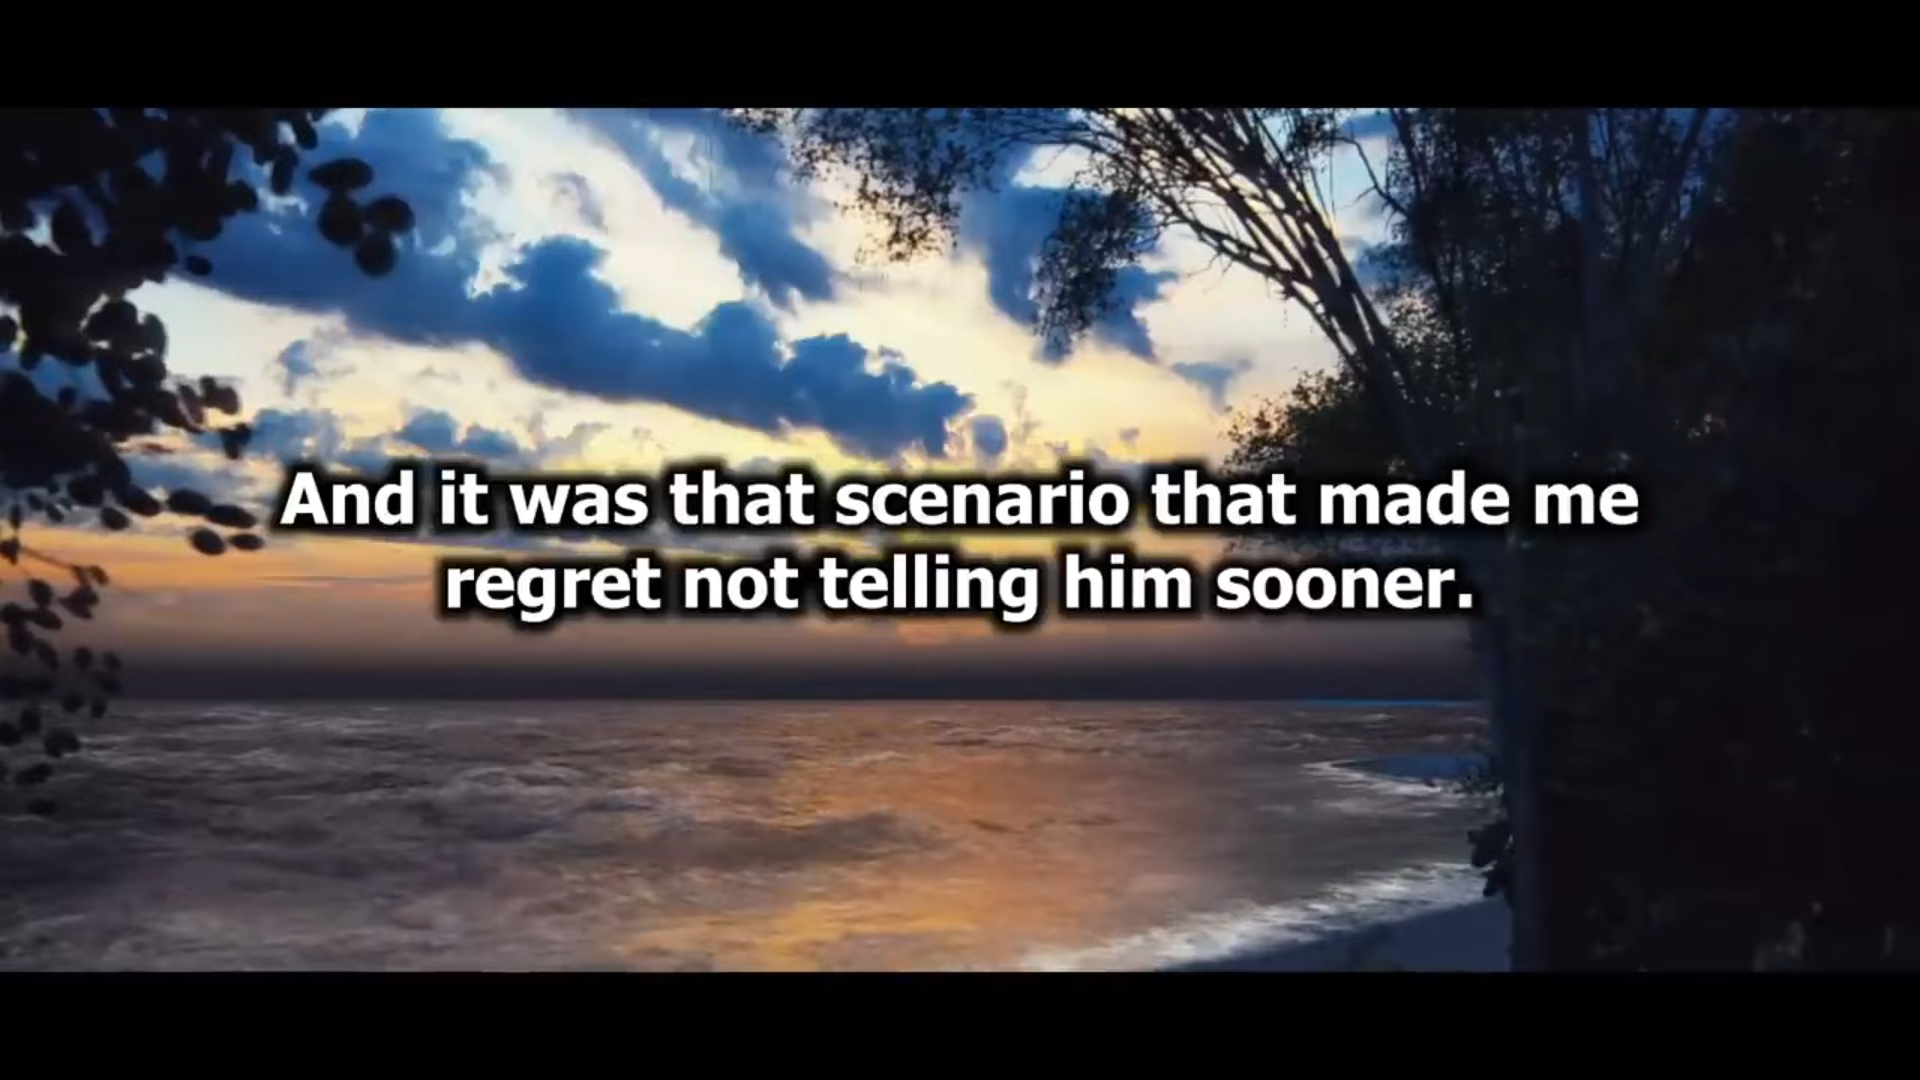 And it was that scenario that made me
regret not telling him sooner.